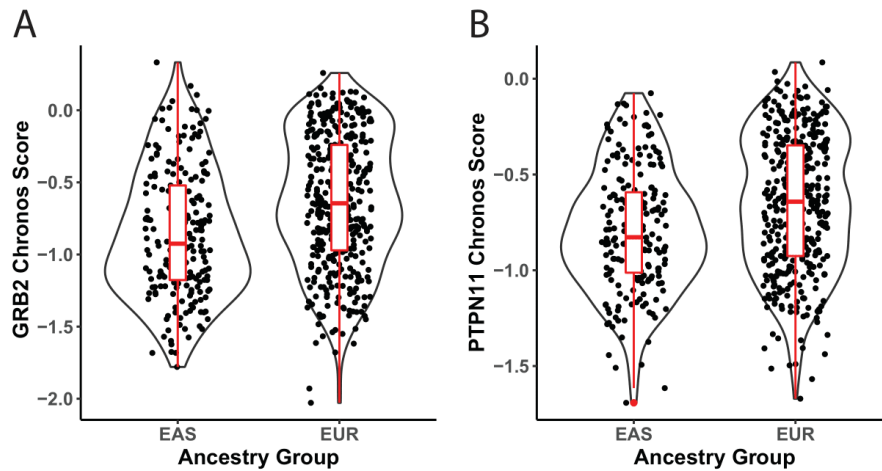 A
GRB2 Chronos Score
0.0
−0.5
−1.0
−1.5
−2.0
EAS
EUR
Ancestry Group
B
PTPN11 Chronos Score
0.0
−0.5
−1.0
−1.5
EAS
EUR
Ancestry Group